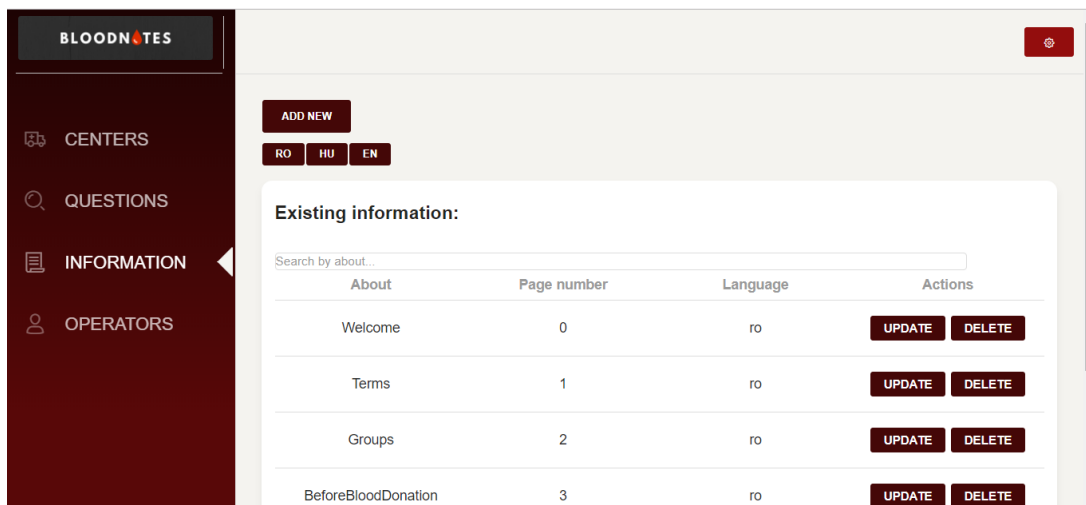 BLOODNOTES
CENTERS
QUESTIONS
INFORMATION
OPERATORS
ADD NEW
RO HU EN
Existing information:
Search by about...
About Page number Language Actions
Welcome 0 ro UPDATE DELETE
Terms 1 ro UPDATE DELETE
Groups 2 ro UPDATE DELETE
BeforeBloodDonation 3 ro UPDATE DELETE